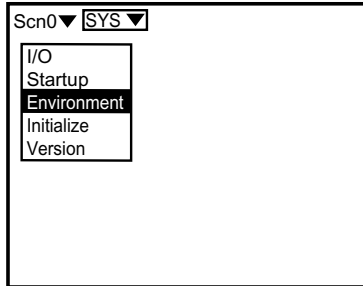 Scn0▼ SYS ▼
I/O
Startup
Environment
Initialize
Version